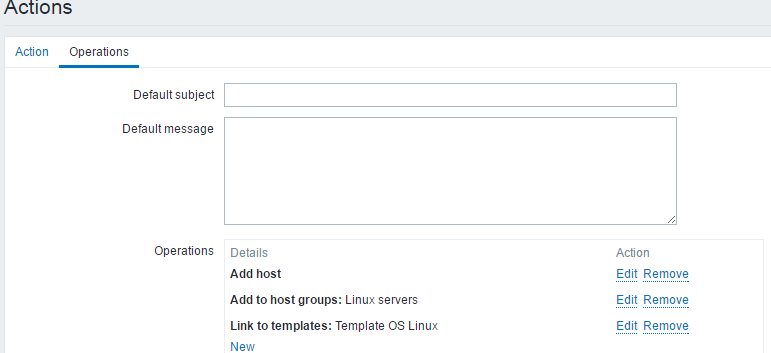 Actions
Action Operations
Default subject
Default message
Operations Details Action
Add host Edit Remove
Add to host groups: Linux servers Edit Remove
Link to templates: Template OS Linux Edit Remove
New